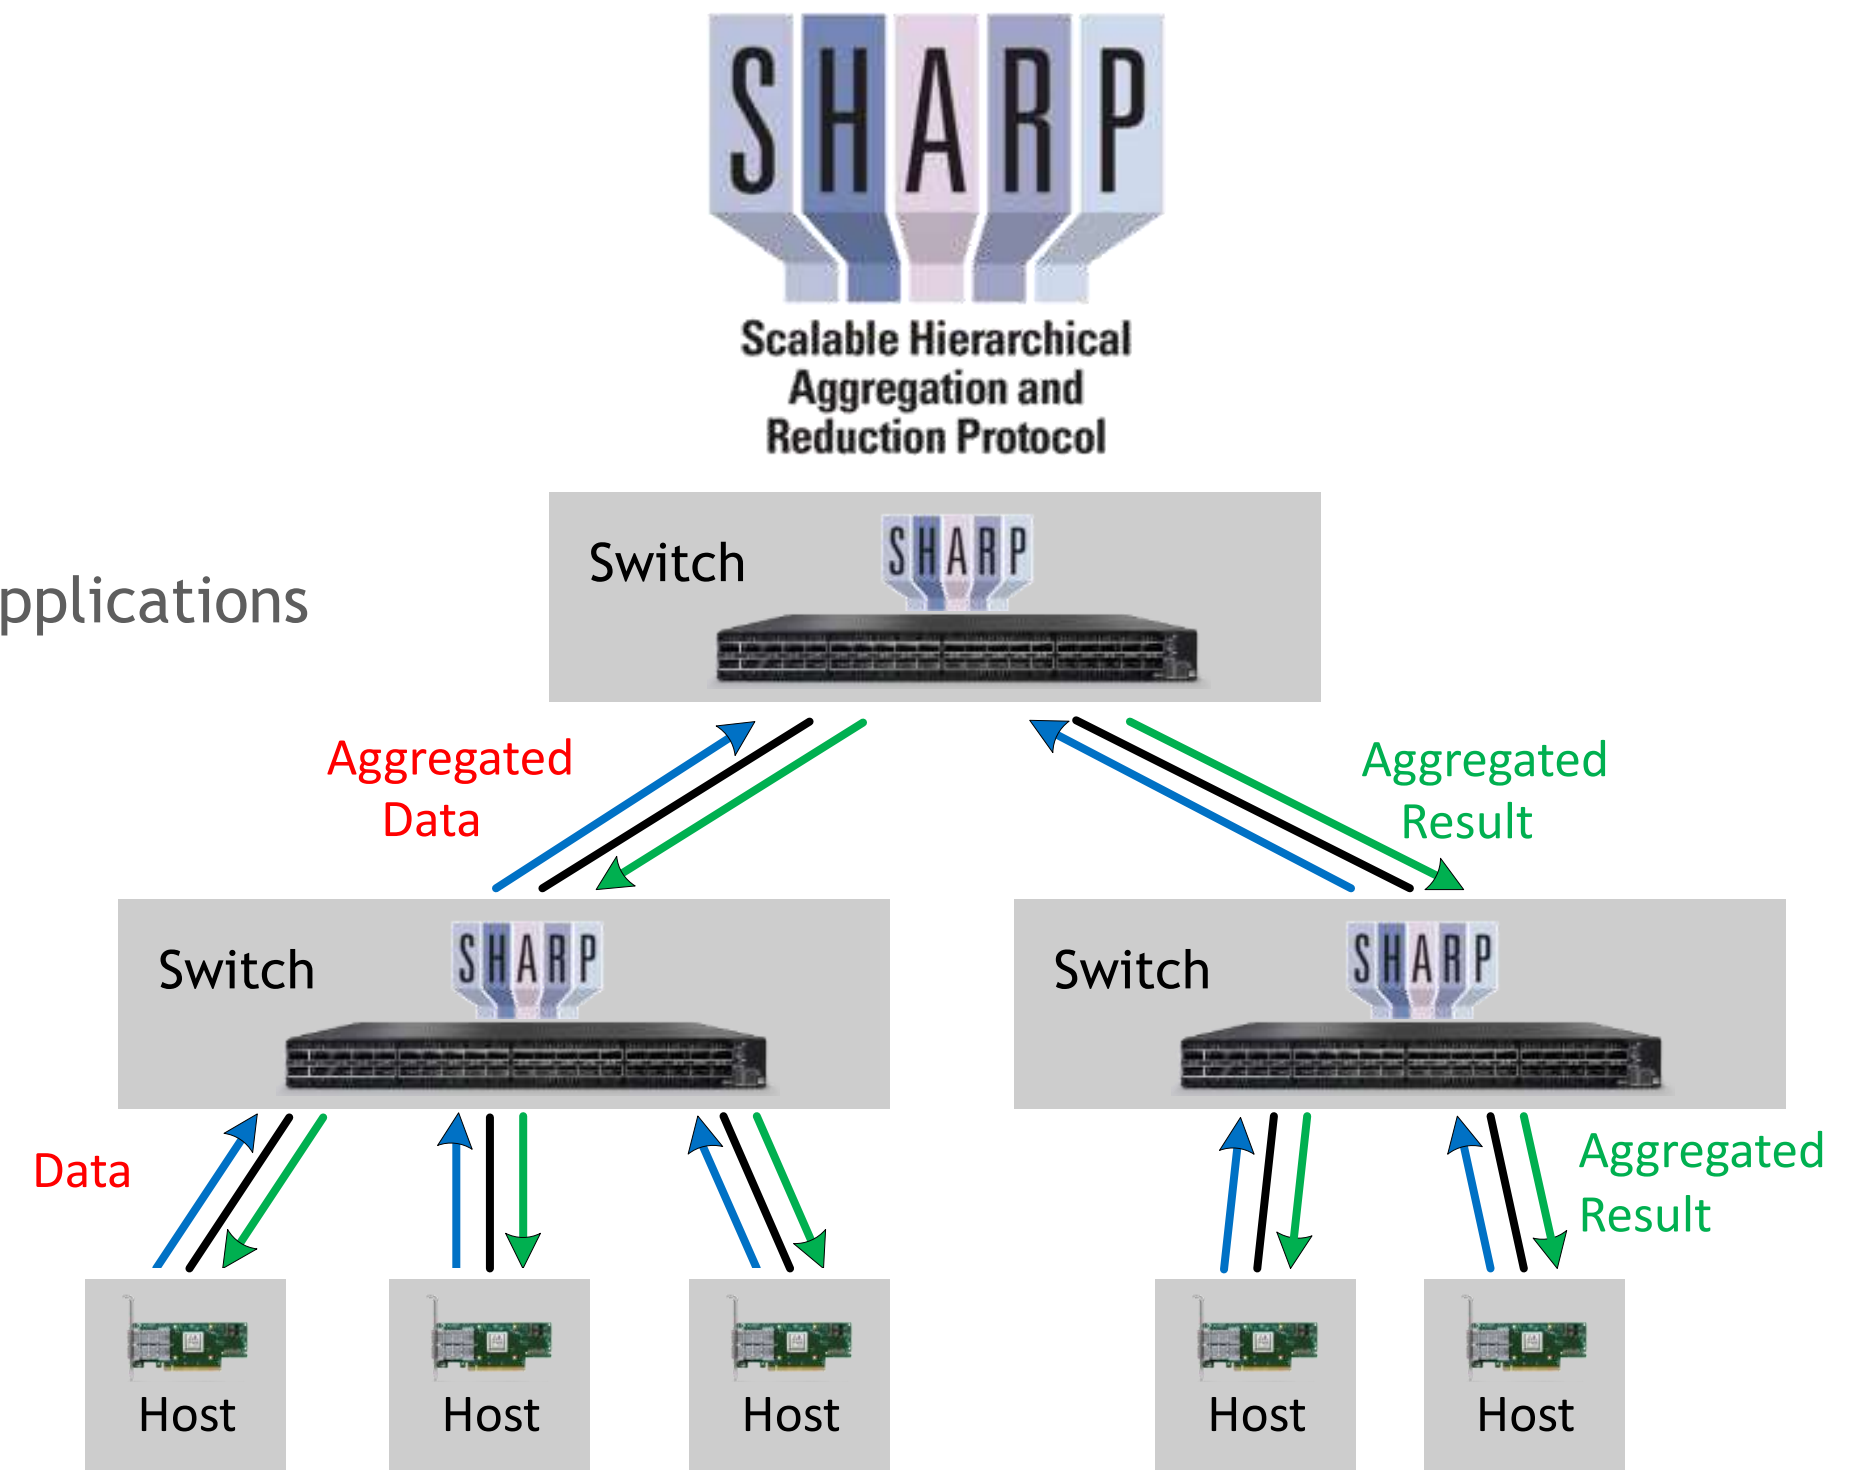 SHARP
Scalable Hierarchical
Aggregation and
Reduction Protocol
Switch
SHARP
pplications
Aggregated
Data
Aggregated
Result
Switch
SHARP
Switch
SHARP
Data
Aggregated
Result
Host
Host
Host
Host
Host